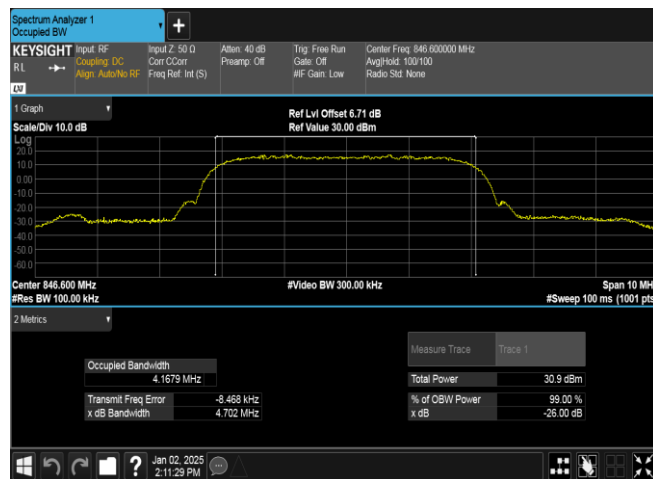 Spectrum Analyzer 1
Occupied BW
+
KEYSIGHT Input: RF Input Z: 50 Ω Atten: 40 dB Trig: Free Run Center Freq: 846.600000 MHz
RL Coupling: DC Corr CCorr Preamp: Off Gate: Off Avg|Hold: 100/100
Align: Auto/No RF Freq Ref: Int (S) #IF Gain: Low Radio Std: None
LXI
1 Graph
Ref Lvl Offset 6.71 dB
Scale/Div 10.0 dB Ref Value 30.00 dBm
Log
20.0
10.0
0.00
-10.0
-20.0
-30.0
-40.0
-50.0
-60.0
Center 846.600 MHz #Video BW 300.00 kHz Span 10 MH
#Res BW 100.00 kHz #Sweep 100 ms (1001 pts
2 Metrics
Measure Trace Trace 1
Occupied Bandwidth
4.1679 MHz Total Power 30.9 dBm
Transmit Freq Error -8.468 kHz % of OBW Power 99.00 %
x dB Bandwidth 4.702 MHz x dB -26.00 dB
? Jan 02, 2025
2:11:29 PM